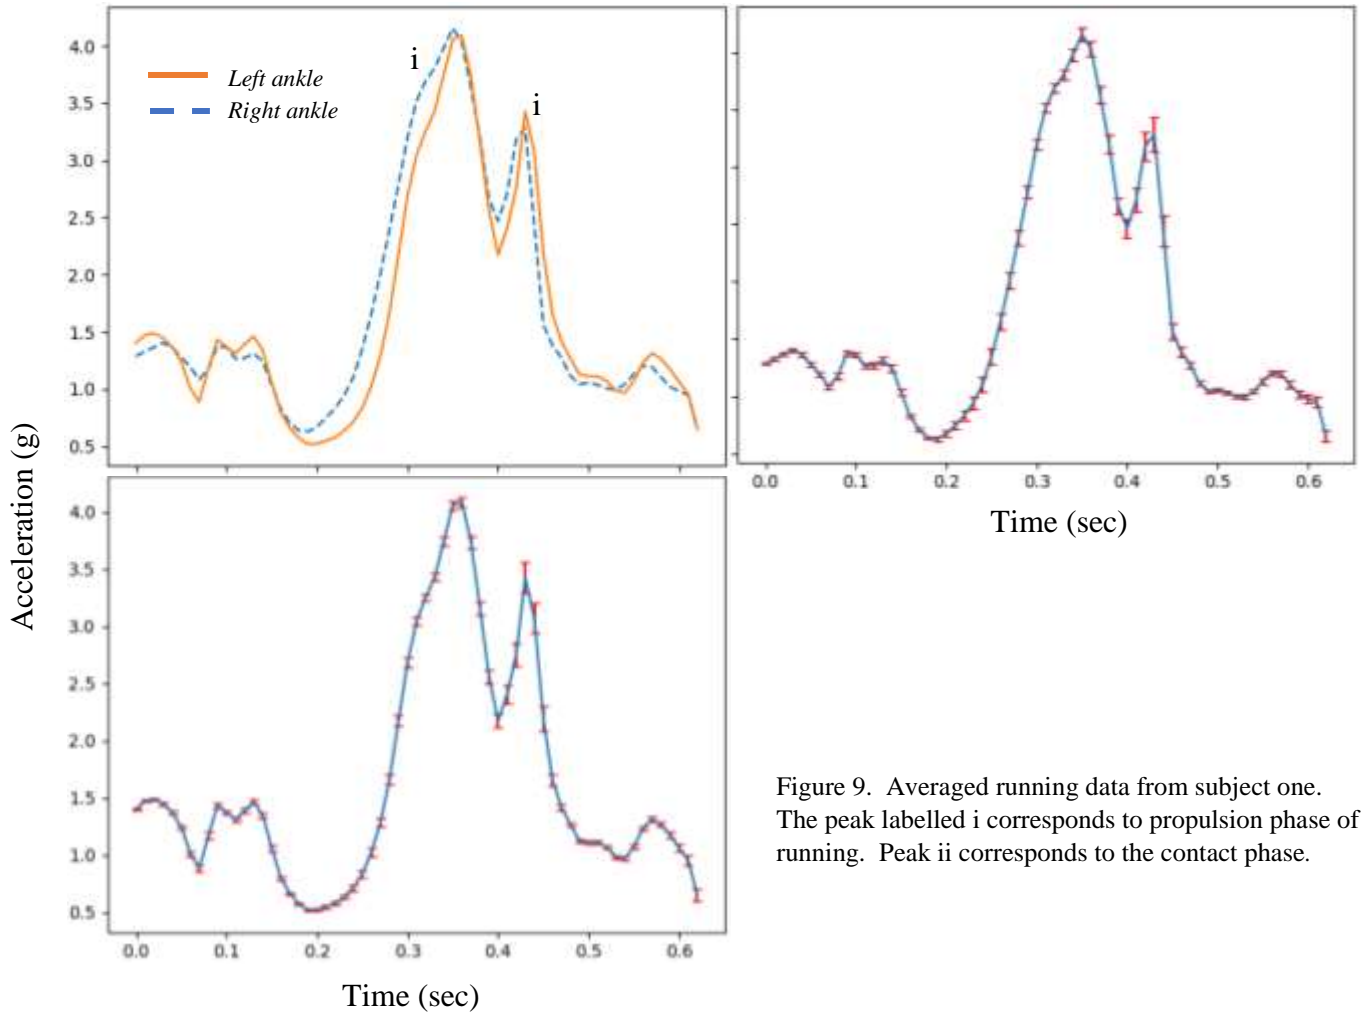 4.0
3.5
3.0
2.5
2.0
1.5
1.0
0.5
Left ankle
Right ankle
i
i
0.0 0.1 0.2 0.3 0.4 0.5 0.6
Time (sec)
Acceleration (g)
4.0
3.5
3.0
2.5
2.0
1.5
1.0
0.5
0.0 0.1 0.2 0.3 0.4 0.5 0.6
Time (sec)
Figure 9. Averaged running data from subject one.
The peak labelled i corresponds to propulsion phase of
running. Peak ii corresponds to the contact phase.